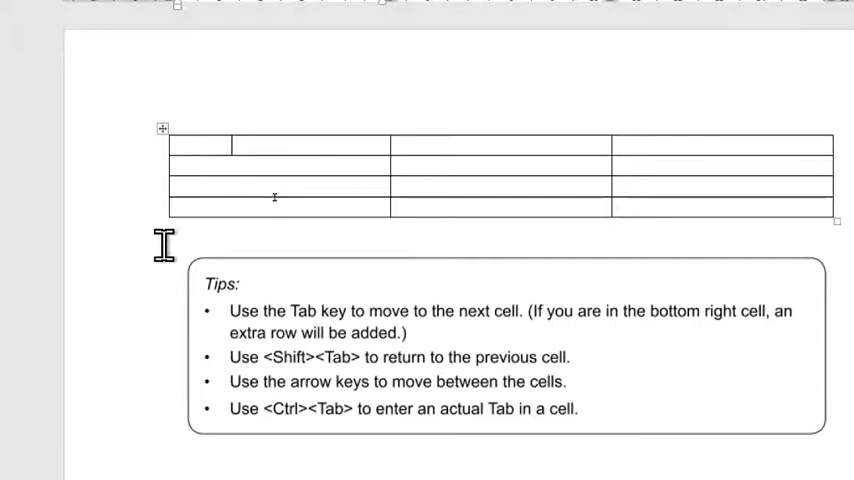 Tips:
• Use the Tab key to move to the next cell. (If you are in the bottom right cell, an
extra row will be added.)
• Use <Shift><Tab> to return to the previous cell.
• Use the arrow keys to move between the cells.
• Use <Ctrl><Tab> to enter an actual Tab in a cell.